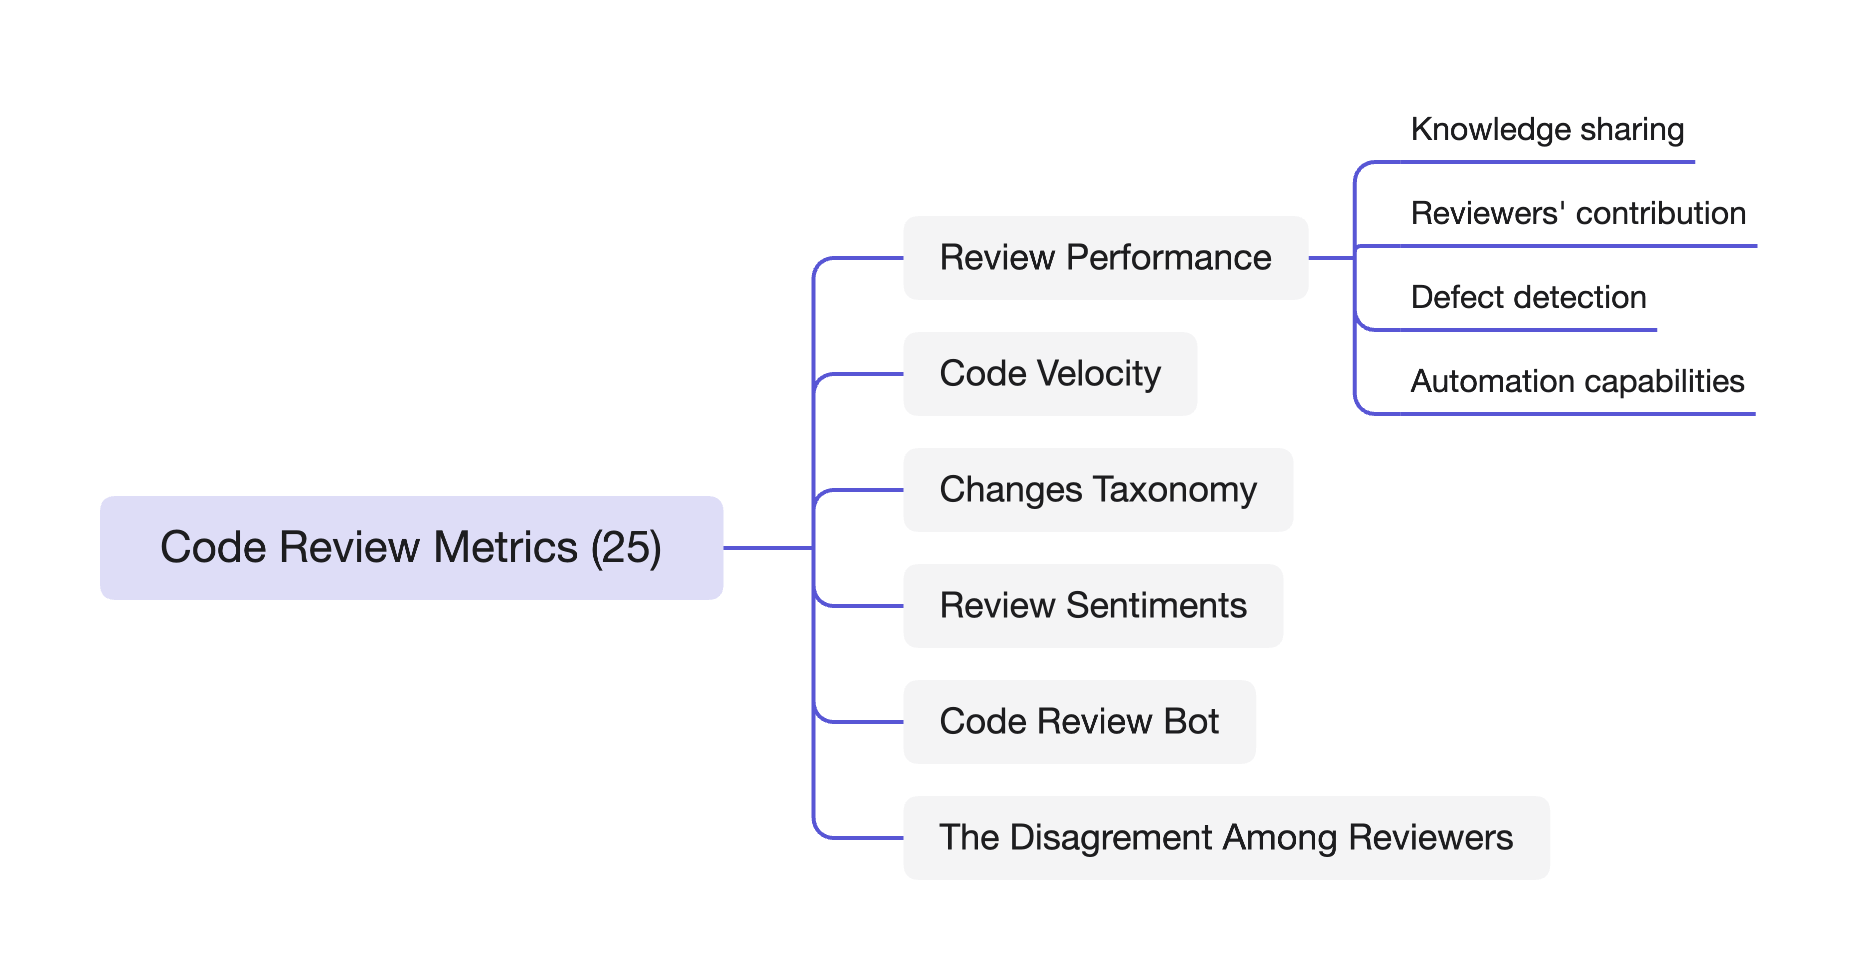 Code Review Metrics (25)
Review Performance
Knowledge sharing
Reviewers' contribution
Defect detection
Automation capabilities
Code Velocity
Changes Taxonomy
Review Sentiments
Code Review Bot
The Disagrement Among Reviewers